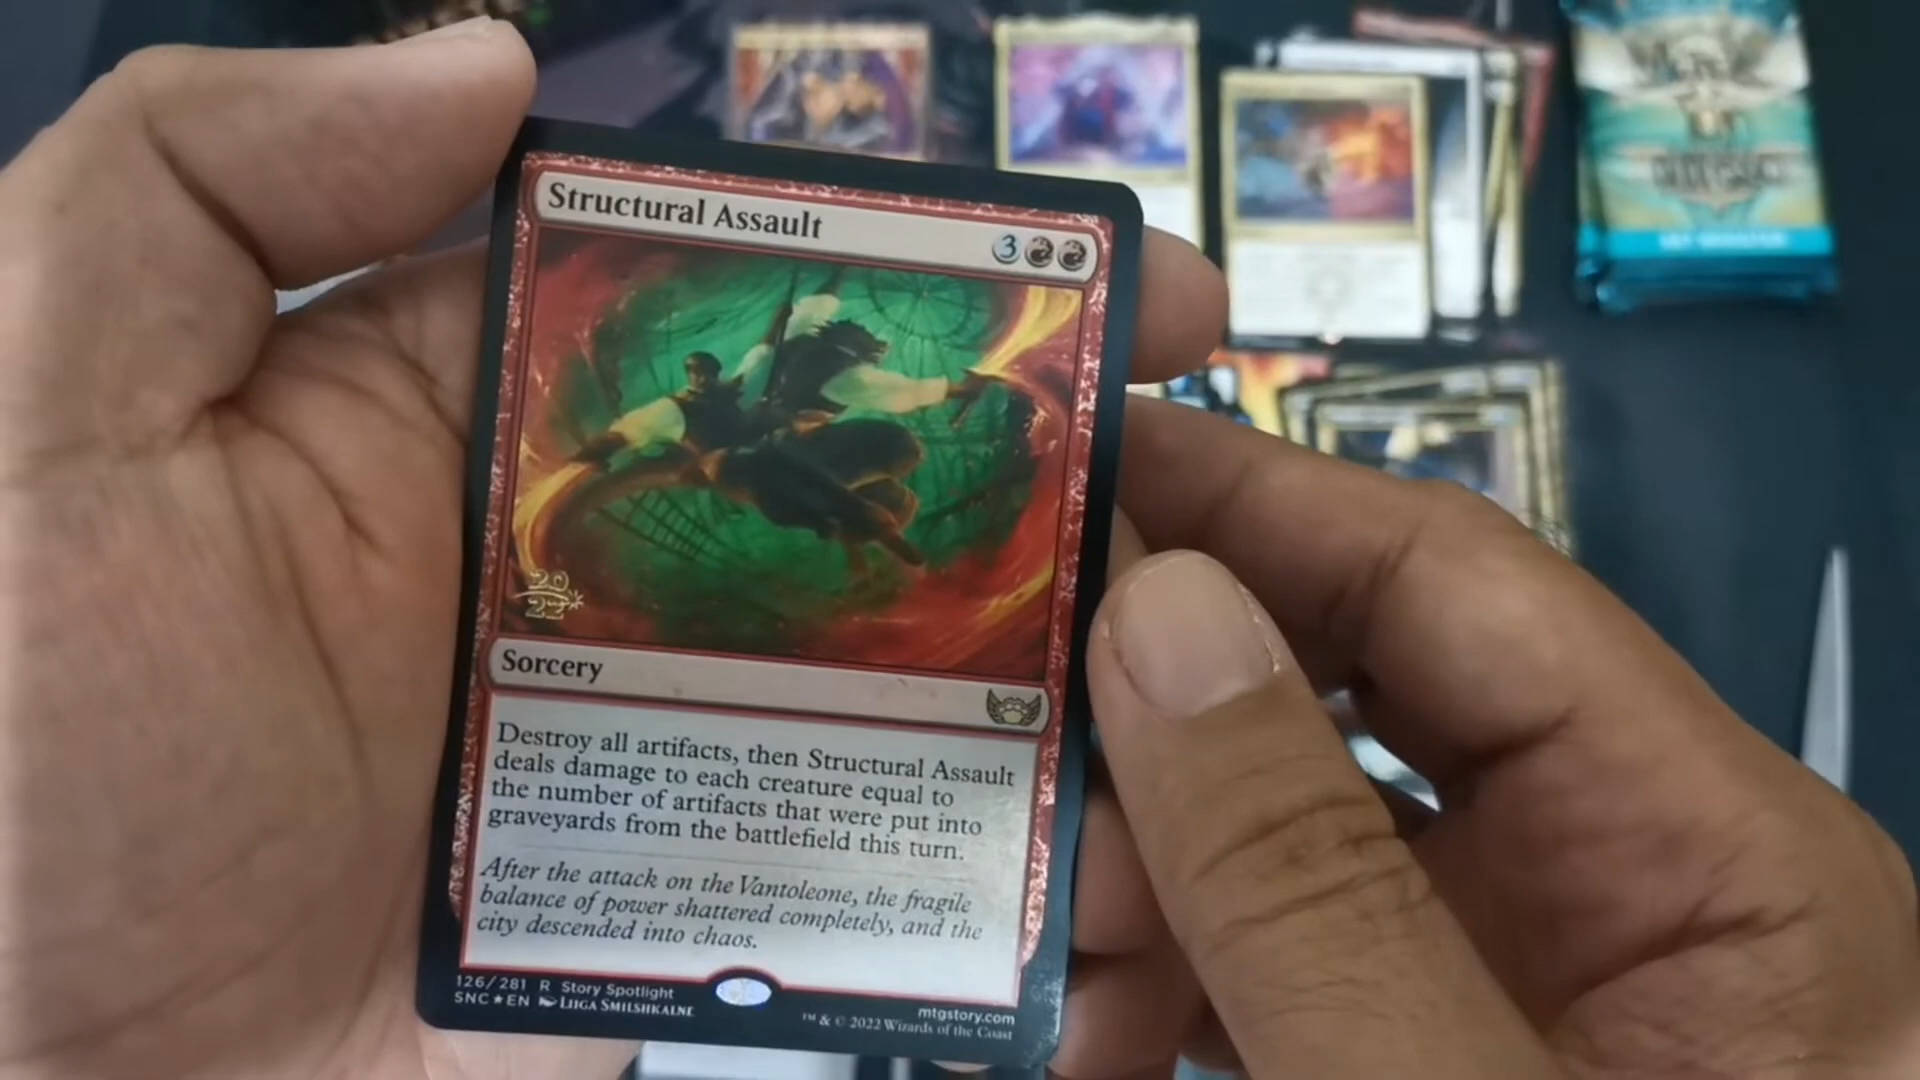 Structural Assault
3
20
22
Sorcery
Destroy all artifacts, then Structural Assault
deals damage to each creature equal to
the number of artifacts that were put into
graveyards from the battlefield this turn.
After the attack on the Vantoleone, the fragile
balance of power shattered completely, and the
city descended into chaos.
126/281 R Story Spotlight
SNC★EN LIIGA SMILSHKALNE
mtgstory.com
™ & © 2022 Wizards of the Coast